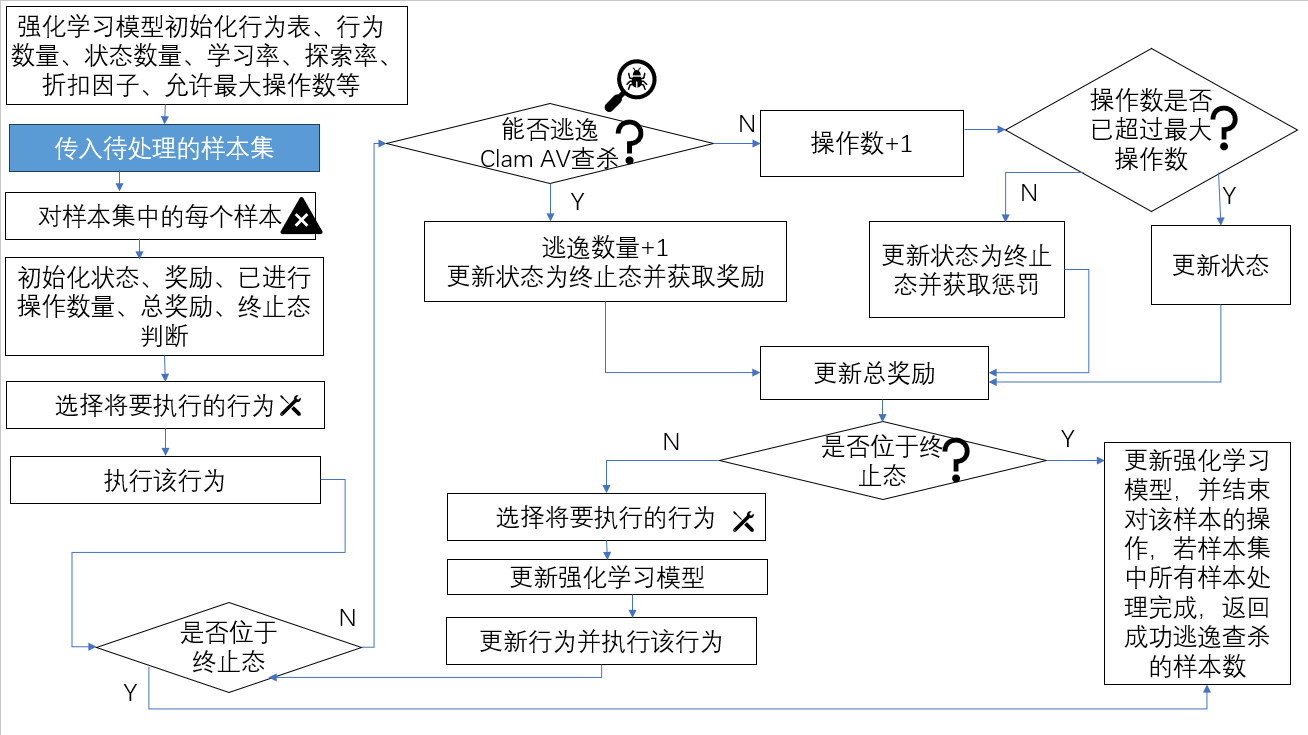 强化学习模型初始化行为表、行为
数量、状态数量、学习率、探索率、
折扣因子、允许最大操作数等
传入待处理的样本集
对样本集中的每个样本
初始化状态、奖励、已进行
操作数量、总奖励、终止态
判断
选择将要执行的行为
执行该行为
是否位于
终止态
N
Y
能否逃逸
Clam AV查杀
N
Y
操作数+1
操作数是否
已超过最大
操作数
N
Y
逃逸数量+1
更新状态为终止态并获取奖励
更新状态为终止
态并获取惩罚
更新状态
更新总奖励
是否位于终
止态
N
Y
选择将要执行的行为
更新强化学习模型
更新行为并执行该行为
更新强化学习
模型，并结束
对该样本的操
作，若样本集
中所有样本处
理完成，返回
成功逃逸查杀
的样本数